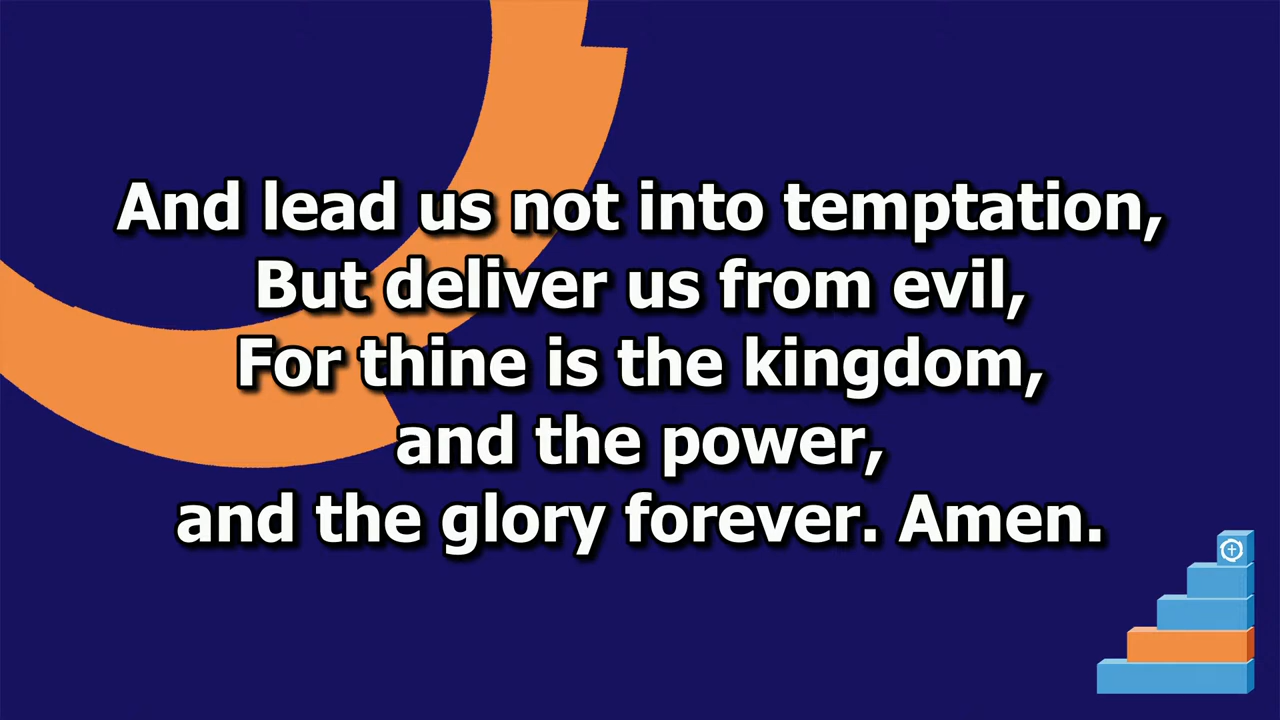 And lead us not into temptation,
But deliver us from evil,
For thine is the kingdom,
and the power,
and the glory forever. Amen.